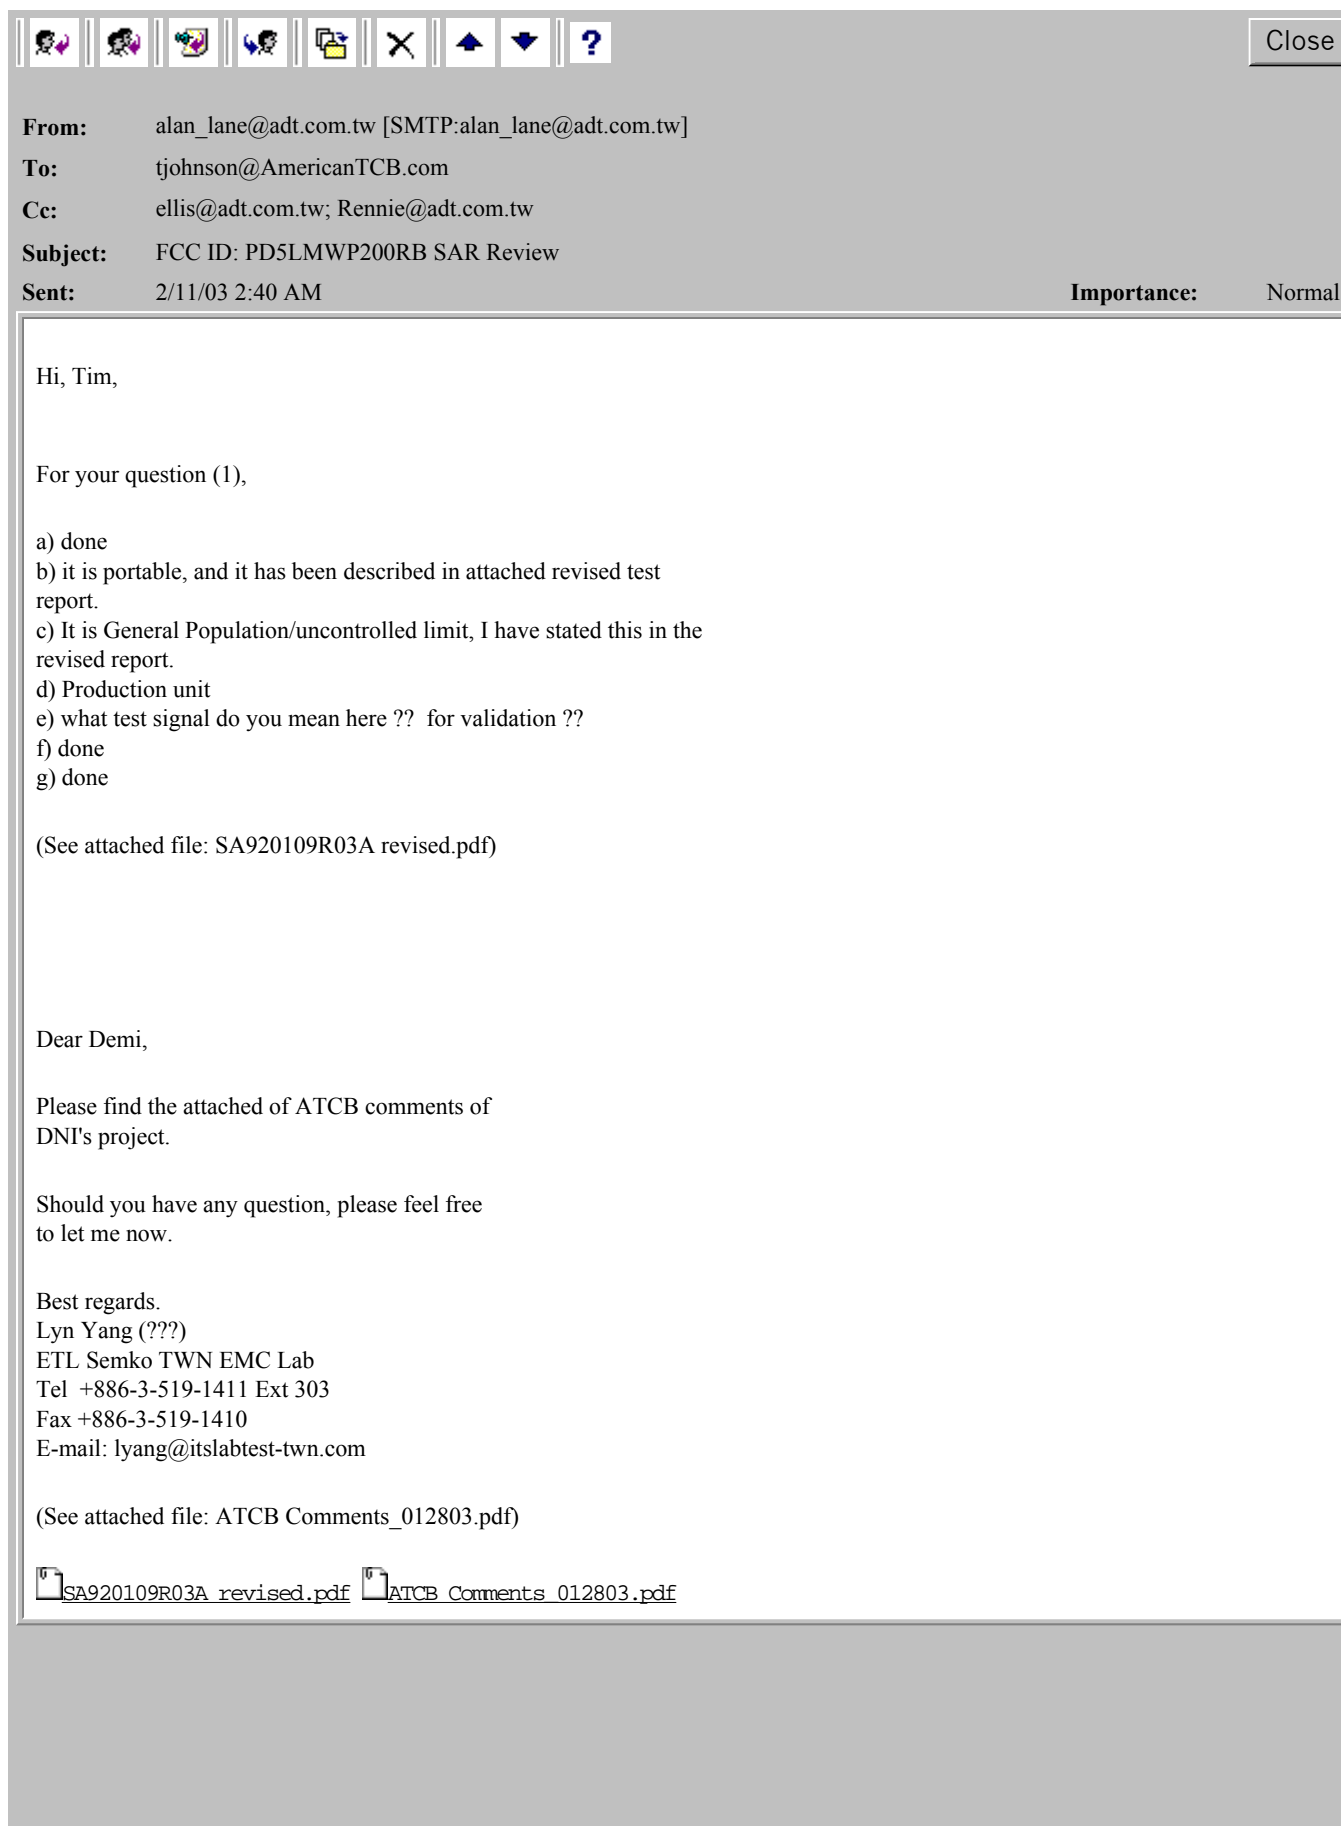 Close
From: alan_lane@adt.com.tw [SMTP:alan_lane@adt.com.tw]
To: tjohnson@AmericanTCB.com
Cc: ellis@adt.com.tw; Rennie@adt.com.tw
Subject: FCC ID: PD5LMWP200RB SAR Review
Sent: 2/11/03 2:40 AM Importance: Normal
Hi, Tim,
For your question (1),
a) done
b) it is portable, and it has been described in attached revised test
report.
c) It is General Population/uncontrolled limit, I have stated this in the
revised report.
d) Production unit
e) what test signal do you mean here ?? for validation ??
f) done
g) done
(See attached file: SA920109R03A revised.pdf)
Dear Demi,
Please find the attached of ATCB comments of
DNI's project.
Should you have any question, please feel free
to let me now.
Best regards.
Lyn Yang (???)
ETL Semko TWN EMC Lab
Tel +886-3-519-1411 Ext 303
Fax +886-3-519-1410
E-mail: lyang@itslabtest-twn.com
(See attached file: ATCB Comments_012803.pdf)
SA920109R03A revised.pdf ATCB Comments_012803.pdf